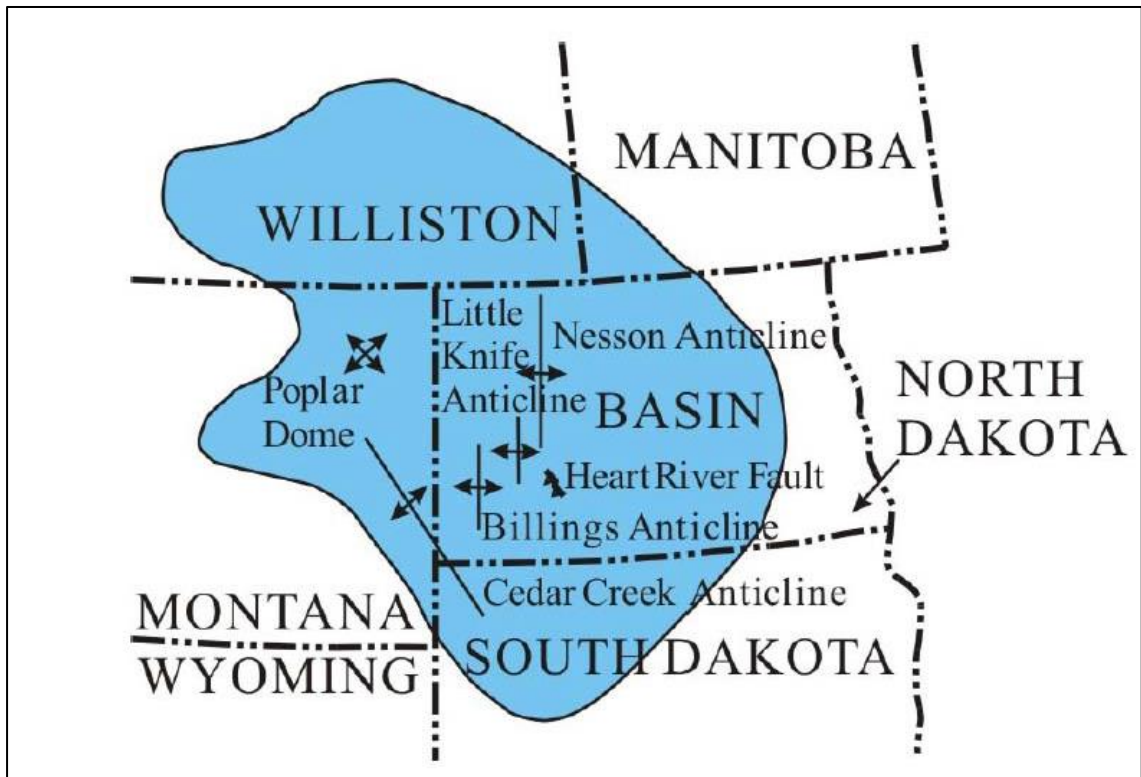 MANITOBA
WILLISTON
Little
Knife
Anticline
Nesson Anticline
Poplar
Dome
BASIN
NORTH
DAKOTA
Heart River Fault
Billings Anticline
Cedar Creek Anticline
MONTANA
WYOMING
SOUTH DAKOTA